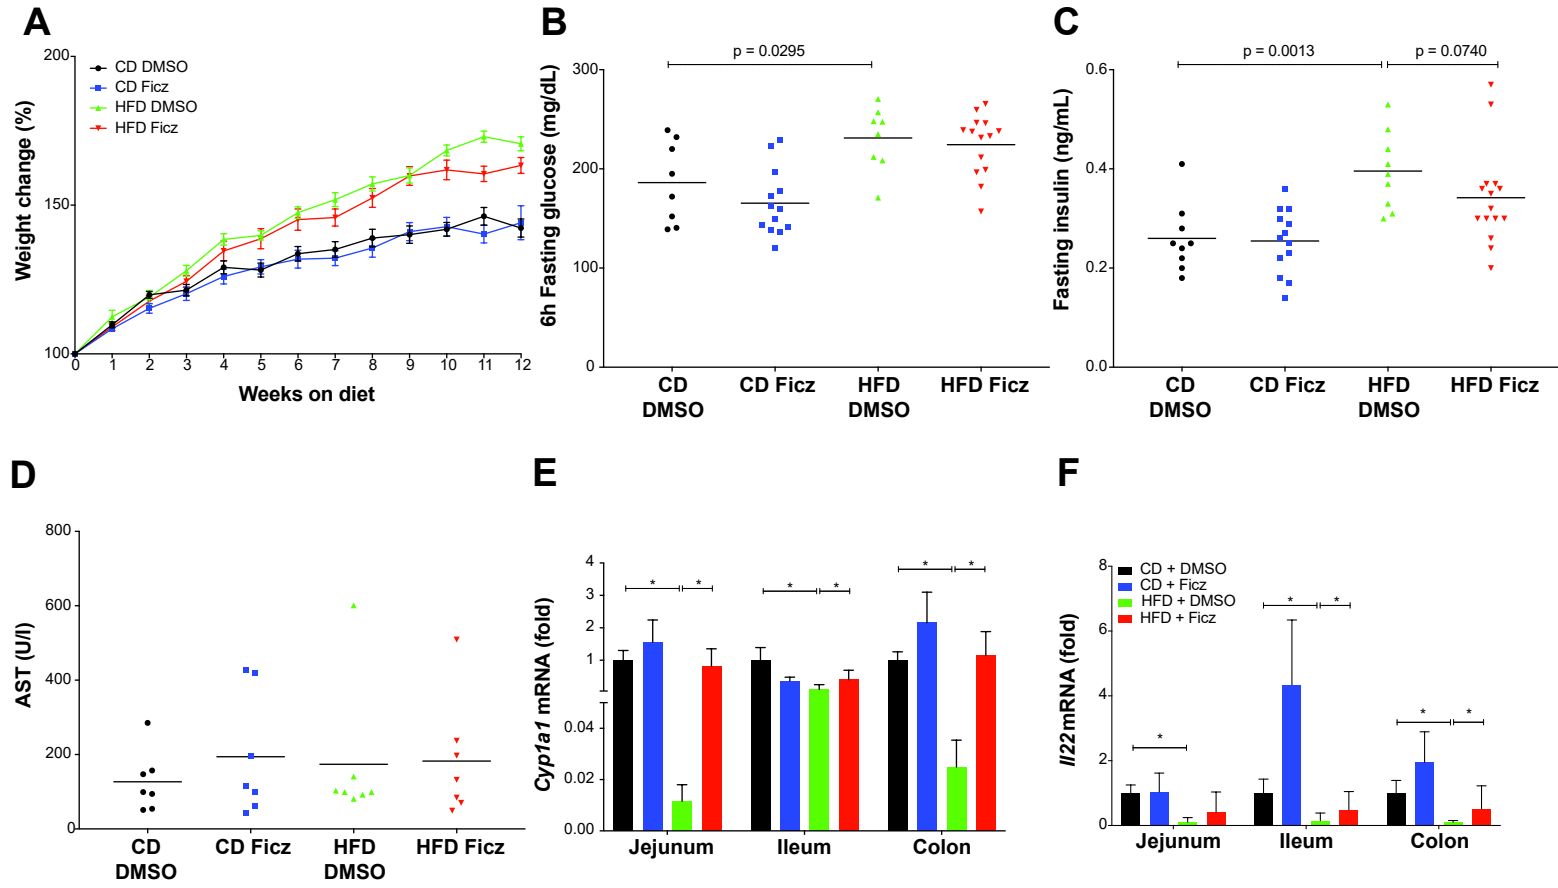 A
200
150
100
Weight change (%)
CD DMSO
CD Ficz
HFD DMSO
HFD Ficz
0 1 2 3 4 5 6 7 8 9 10 11 12
Weeks on diet
B
p = 0.0295
300
200
100
0
6h Fasting glucose (mg/dL)
CD
DMSO
CD Ficz
HFD
DMSO
HFD Ficz
C
p = 0.0013
p = 0.0740
0.6
0.4
0.2
0.0
Fasting insulin (ng/mL)
CD
DMSO
CD Ficz
HFD
DMSO
HFD Ficz
D
800
600
400
200
0
AST (U/l)
CD
DMSO
CD Ficz
HFD
DMSO
HFD Ficz
E
4
3
2
1
0.04
0.02
0.00
Cyp1a1 mRNA (fold)
* * * * * *
Jejunum Ileum Colon
F
8
6
4
2
0
Il22 mRNA (fold)
CD + DMSO
CD + Ficz
HFD + DMSO
HFD + Ficz
* * * * *
Jejunum Ileum Colon